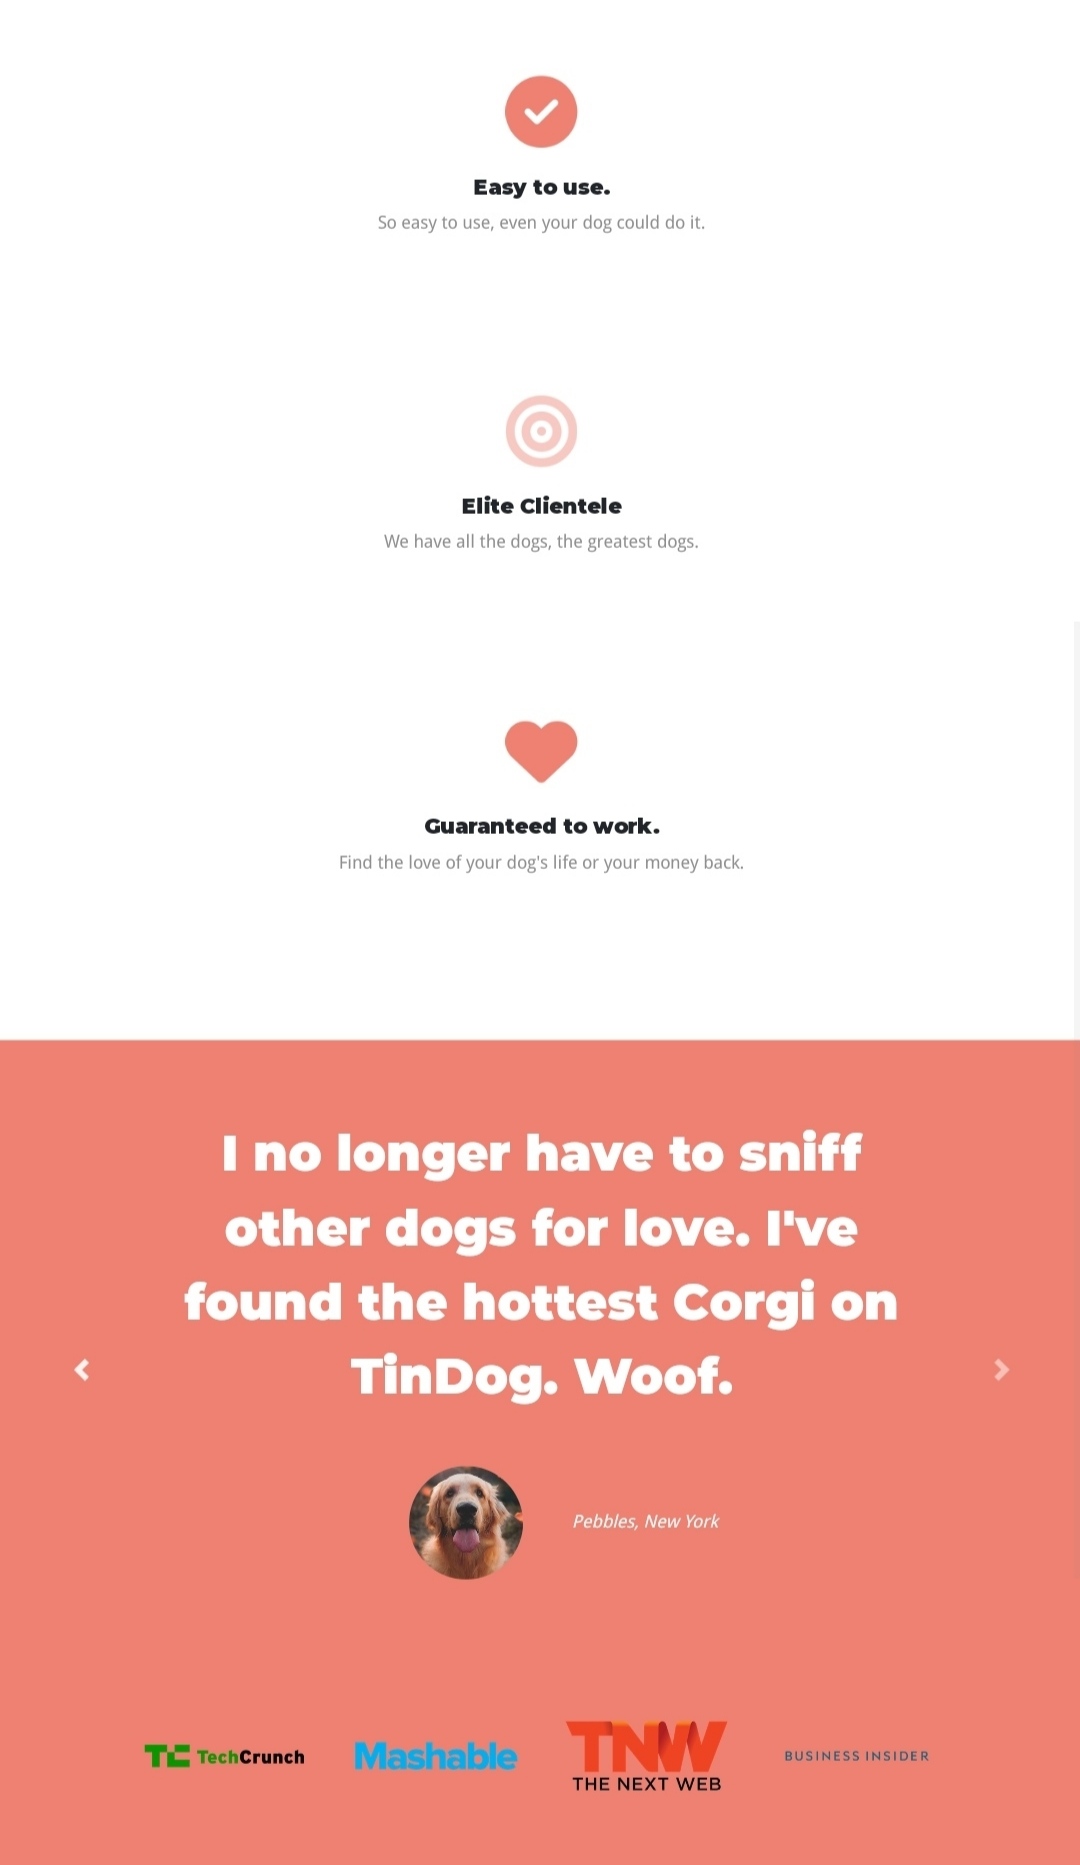 Easy to use.
So easy to use, even your dog could do it.
Elite Clientele
We have all the dogs, the greatest dogs.
Guaranteed to work.
Find the love of your dog's life or your money back.
I no longer have to sniff
other dogs for love. I've
found the hottest Corgi on
TinDog. Woof.
Pebbles, New York
TC TechCrunch
Mashable
TNW
THE NEXT WEB
BUSINESS INSIDER